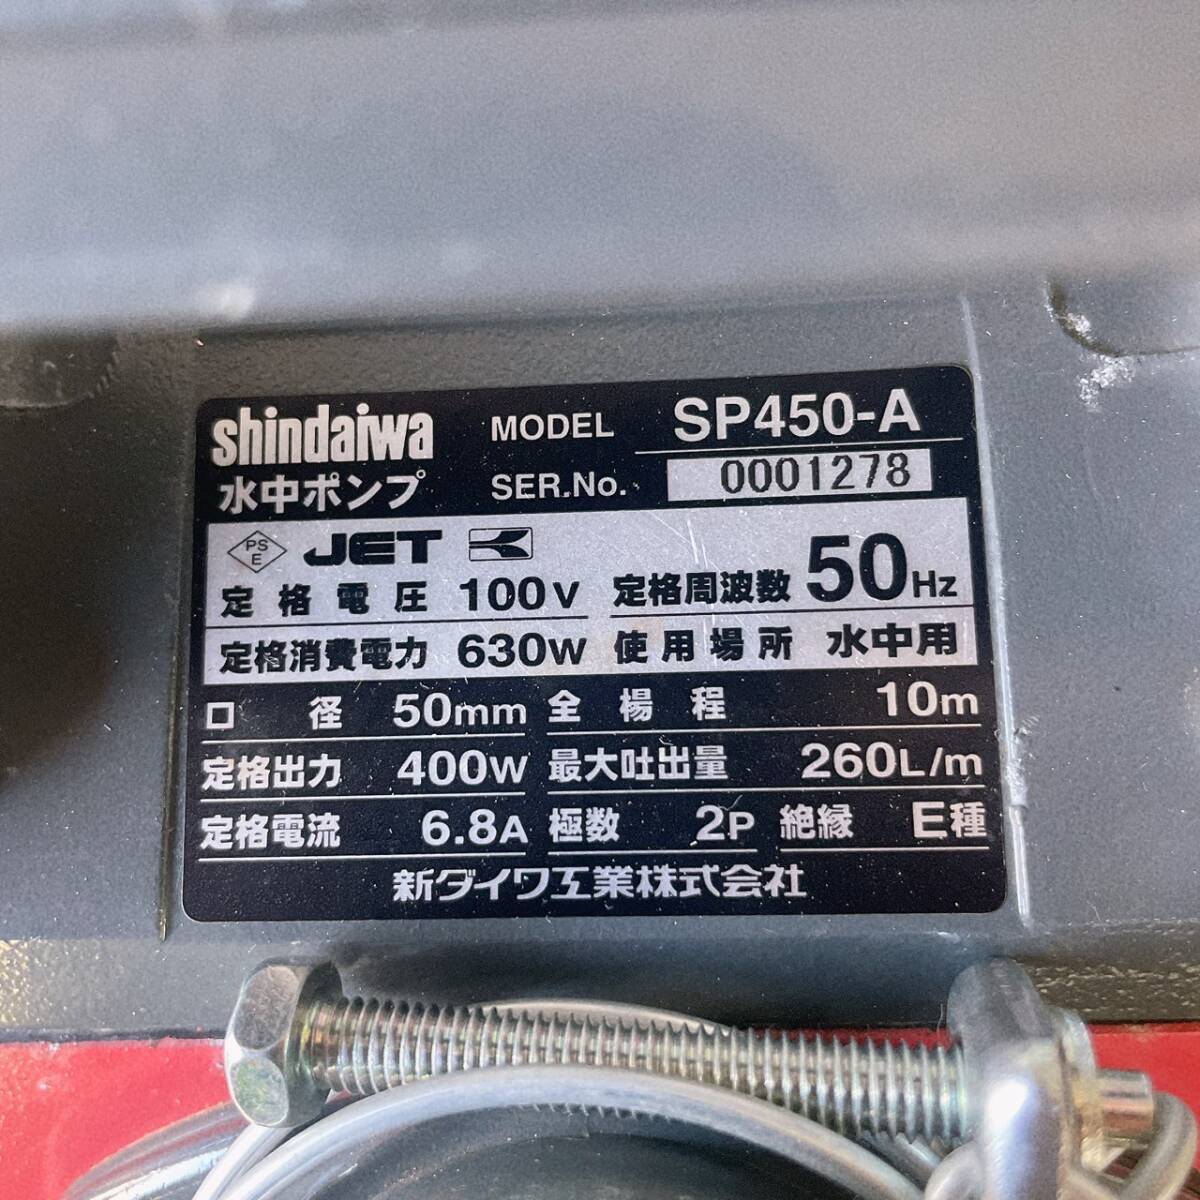 shindaiwa MODEL SP450-A
水中ポンプ SER.No. 0001278
PS E JET
定格電圧 100V 定格周波数 50Hz
定格消費電力 630W 使用場所 水中用
口径 50mm 全楊程 10m
定格出力 400W 最大吐出量 260L/m
定格電流 6.8A 極数 2P 絶縁 E種
新ダイワ工業株式会社